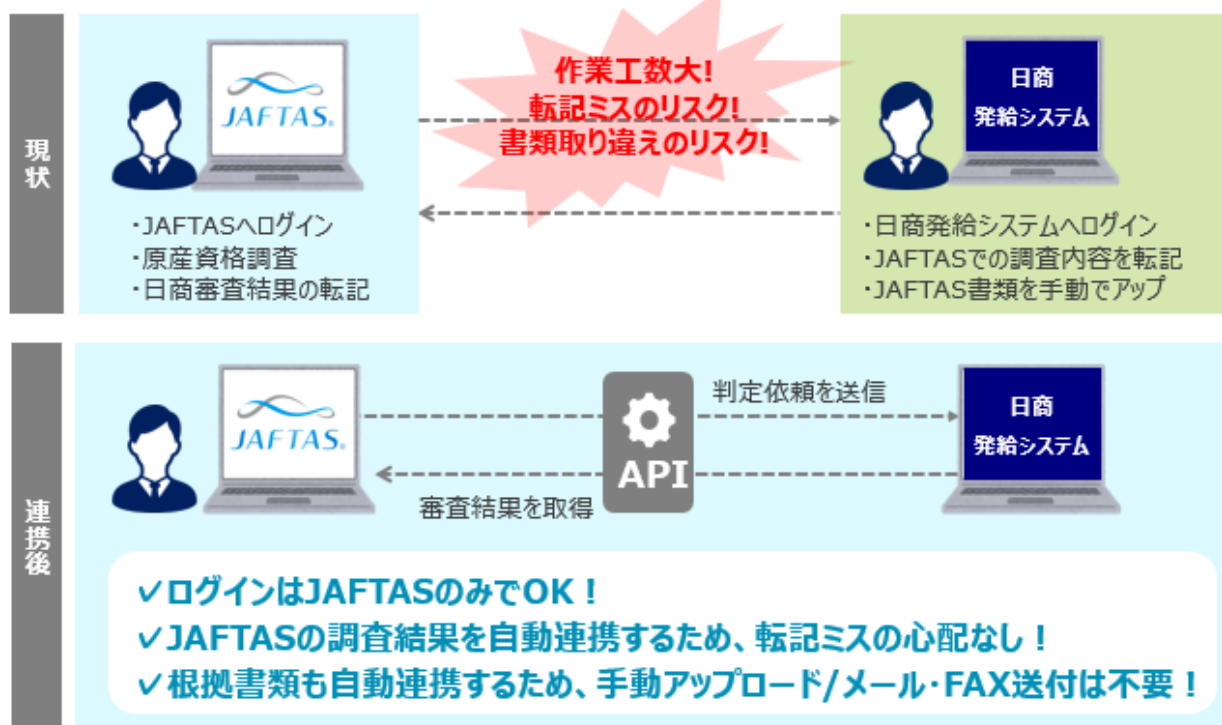 現状
JAFTAS®
作業工数大!
転記ミスのリスク!
書類取り違えのリスク!
日商
発給システム
・JAFTASへログイン
・原産資格調査
・日商審査結果の転記
・日商発給システムへログイン
・JAFTASでの調査内容を転記
・JAFTAS書類を手動でアップ
連携後
JAFTAS®
API
判定依頼を送信
審査結果を取得
日商
発給システム
✓ログインはJAFTASのみでOK！
✓JAFTASの調査結果を自動連携するため、転記ミスの心配なし！
✓根拠書類も自動連携するため、手動アップロード/メール・FAX送付は不要！